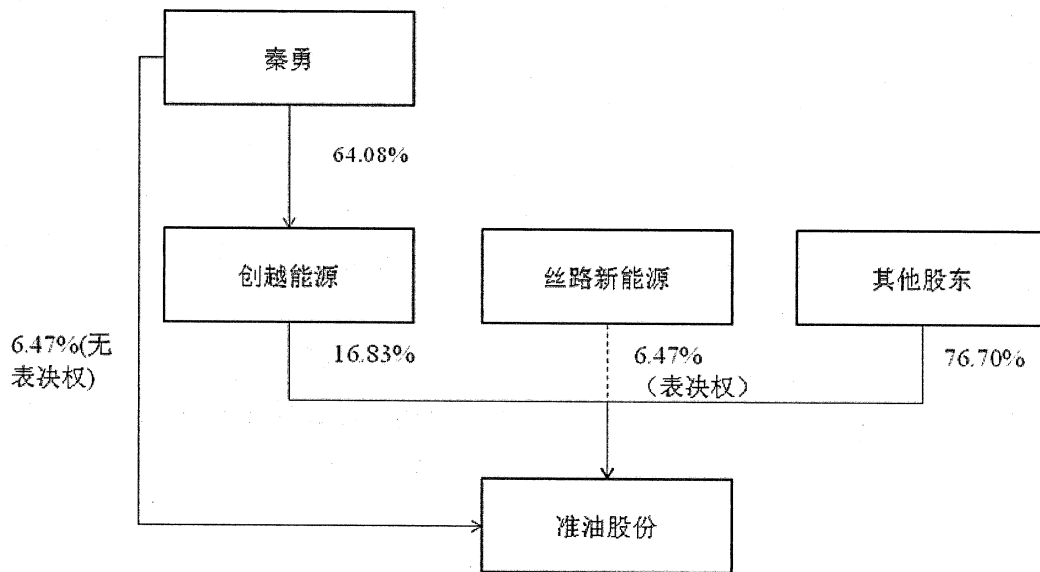 秦勇
64.08%
创越能源
丝路新能源
其他股东
6.47%(无
表决权)
16.83%
6.47%
（表决权）
76.70%
准油股份